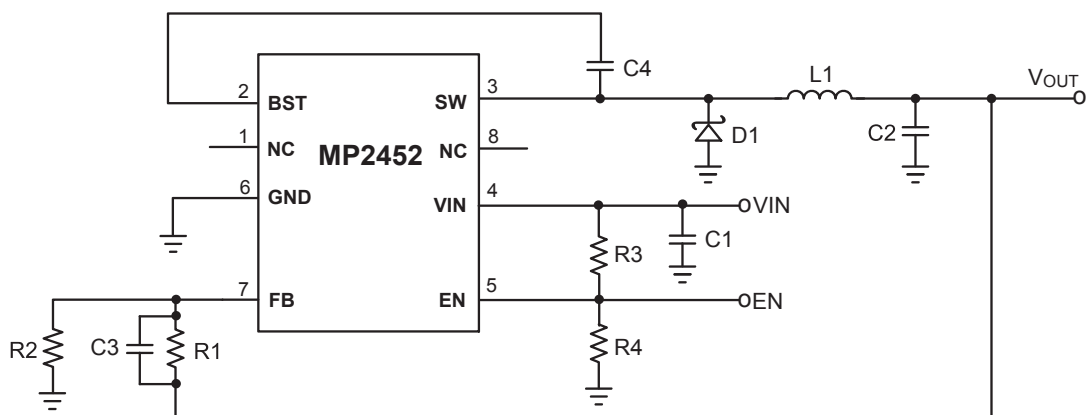 C4
L1
VOUT
2 BST
SW 3
D1
C2
1 NC
MP2452
NC 8
6 GND
VIN 4
VIN
R3
C1
7 FB
EN 5
EN
R2
C3
R1
R4